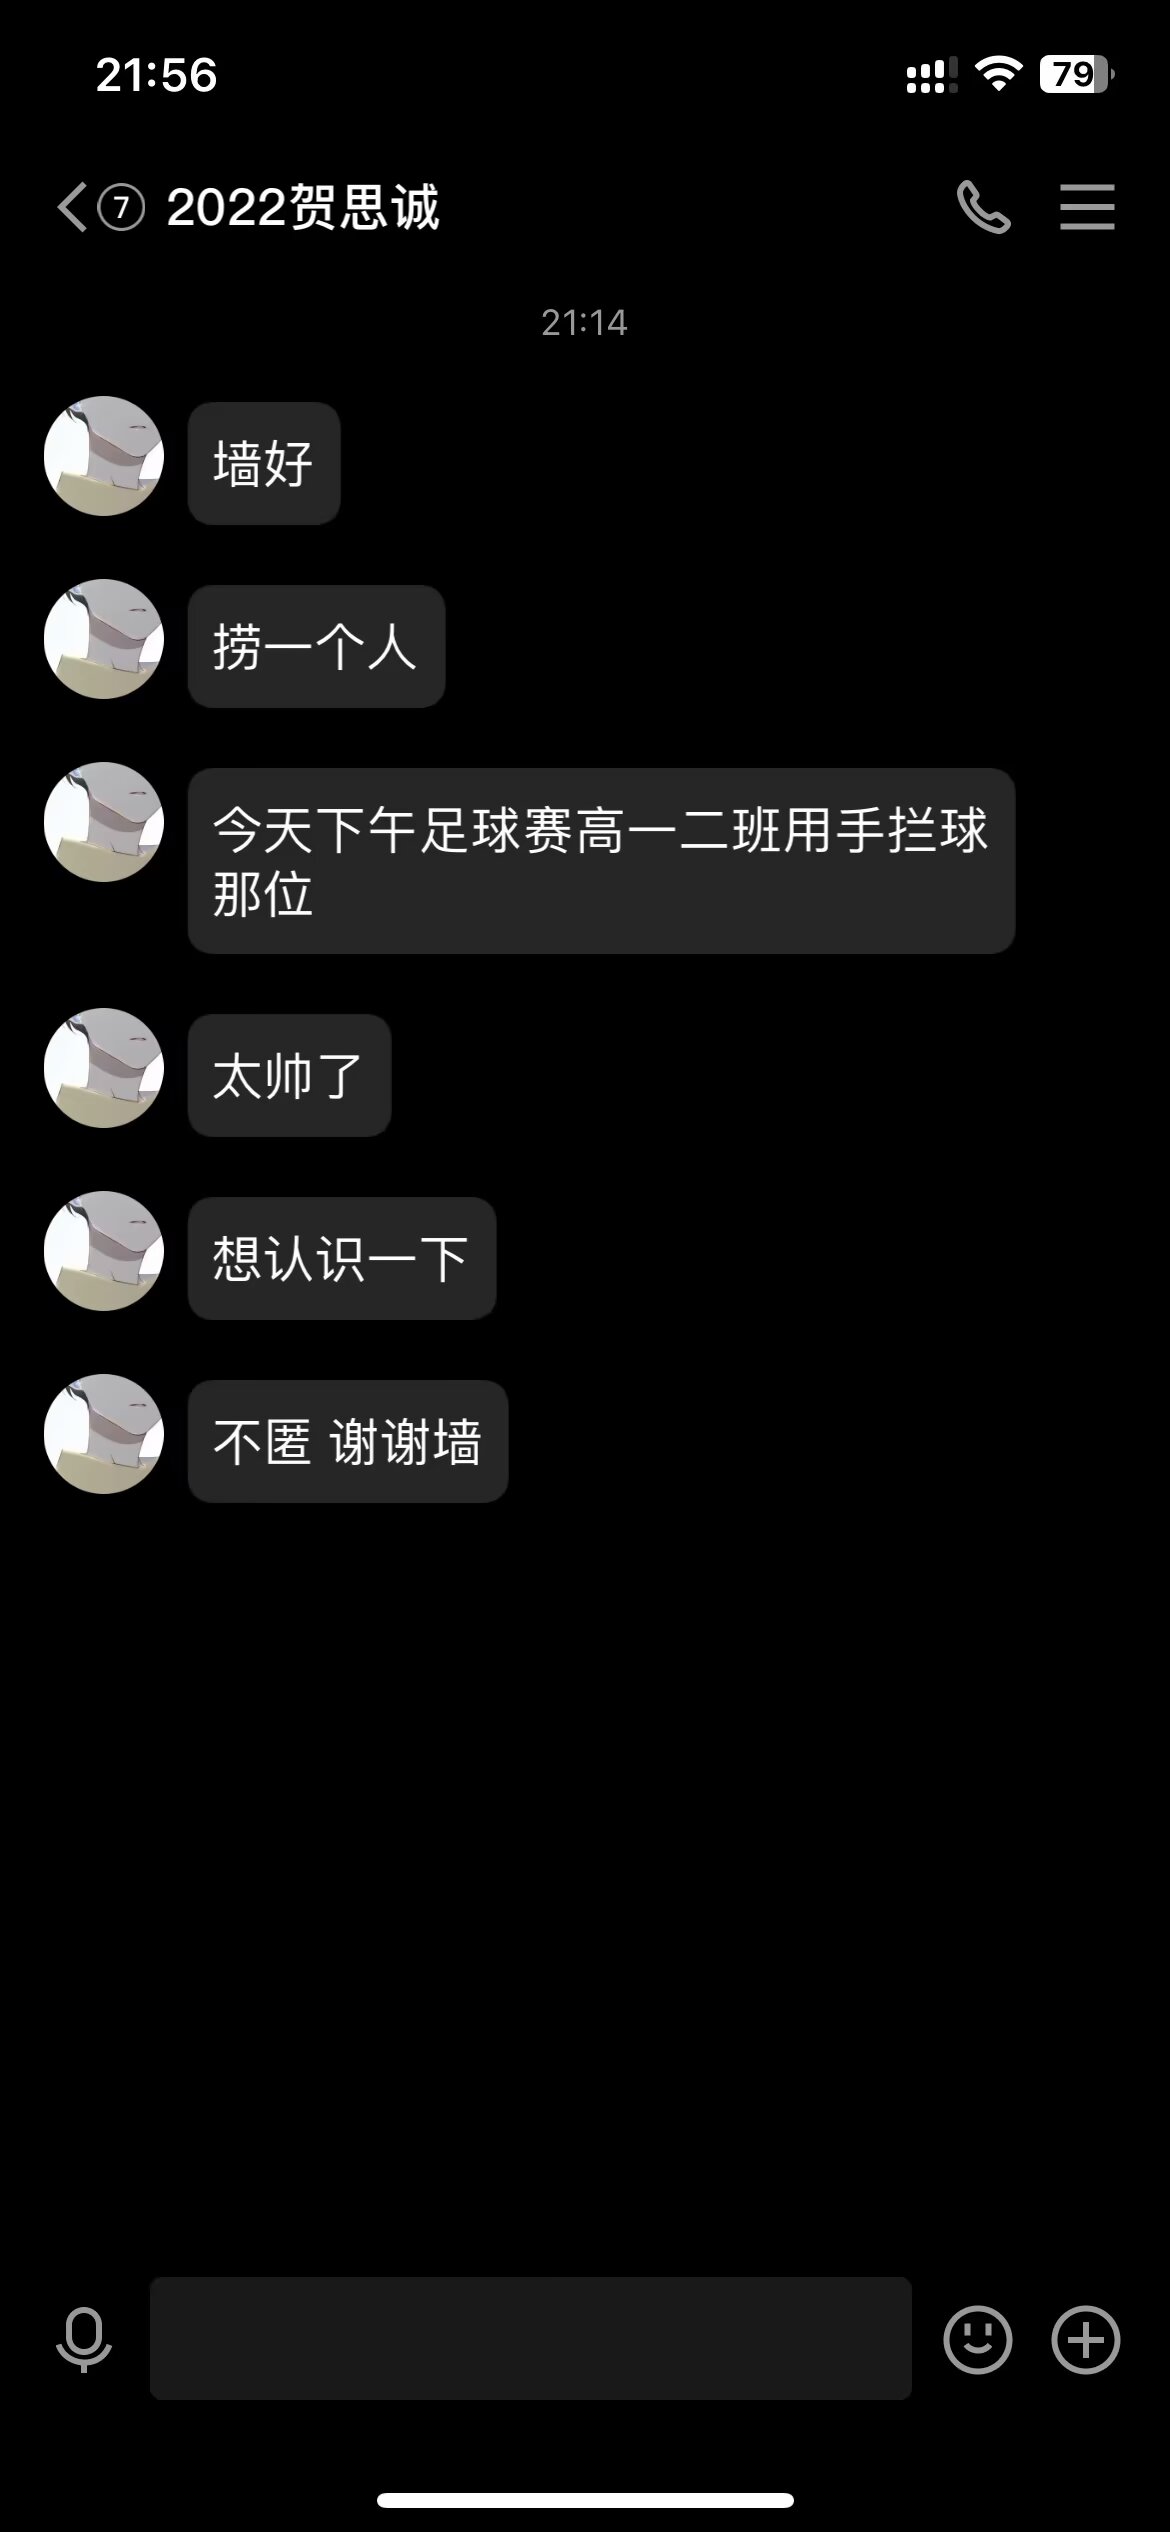 21:56
79
7 2022贺思诚
21:14
墙好
捞一个人
今天下午足球赛高一二班用手拦球
那位
太帅了
想认识一下
不匿 谢谢墙